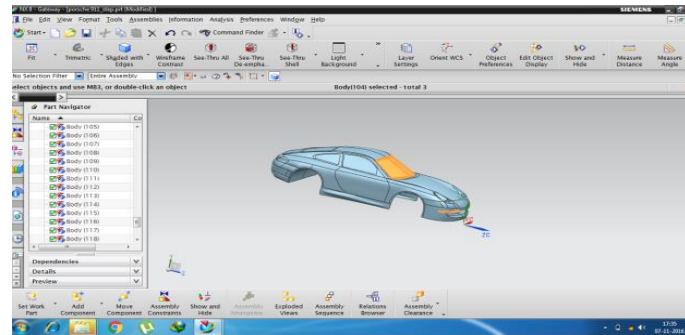 NX 8 - Gateway - [porsche 911_step.prt (Modified)]
SIEMENS
File Edit View Format Tools Assemblies Information Analysis Preferences Window Help
Start Command Finder
Fit Trimetric Shaded with Edges Wireframe Contrast See-Thru All See-Thru De-empha... See-Thru Shell Light Background Layer Settings Orient WCS Object Preferences Edit Object Display Show and Hide Measure Distance Measure Angle
No Selection Filter Entire Assembly
Select objects and use MB3, or double-click an object
Body(104) selected - total 3
Part Navigator
Name Co
Body (105)
Body (106)
Body (107)
Body (108)
Body (109)
Body (110)
Body (111)
Body (112)
Body (113)
Body (114)
Body (115)
Body (116)
Body (117)
Body (118)
Dependencies
Details
Preview
ZC
Set Work Part Add Component Move Component Assembly Constraints Show and Hide Assembly Exploded Views Assembly Sequence Relations Browser Assembly Clearance
17:35
07-11-2016